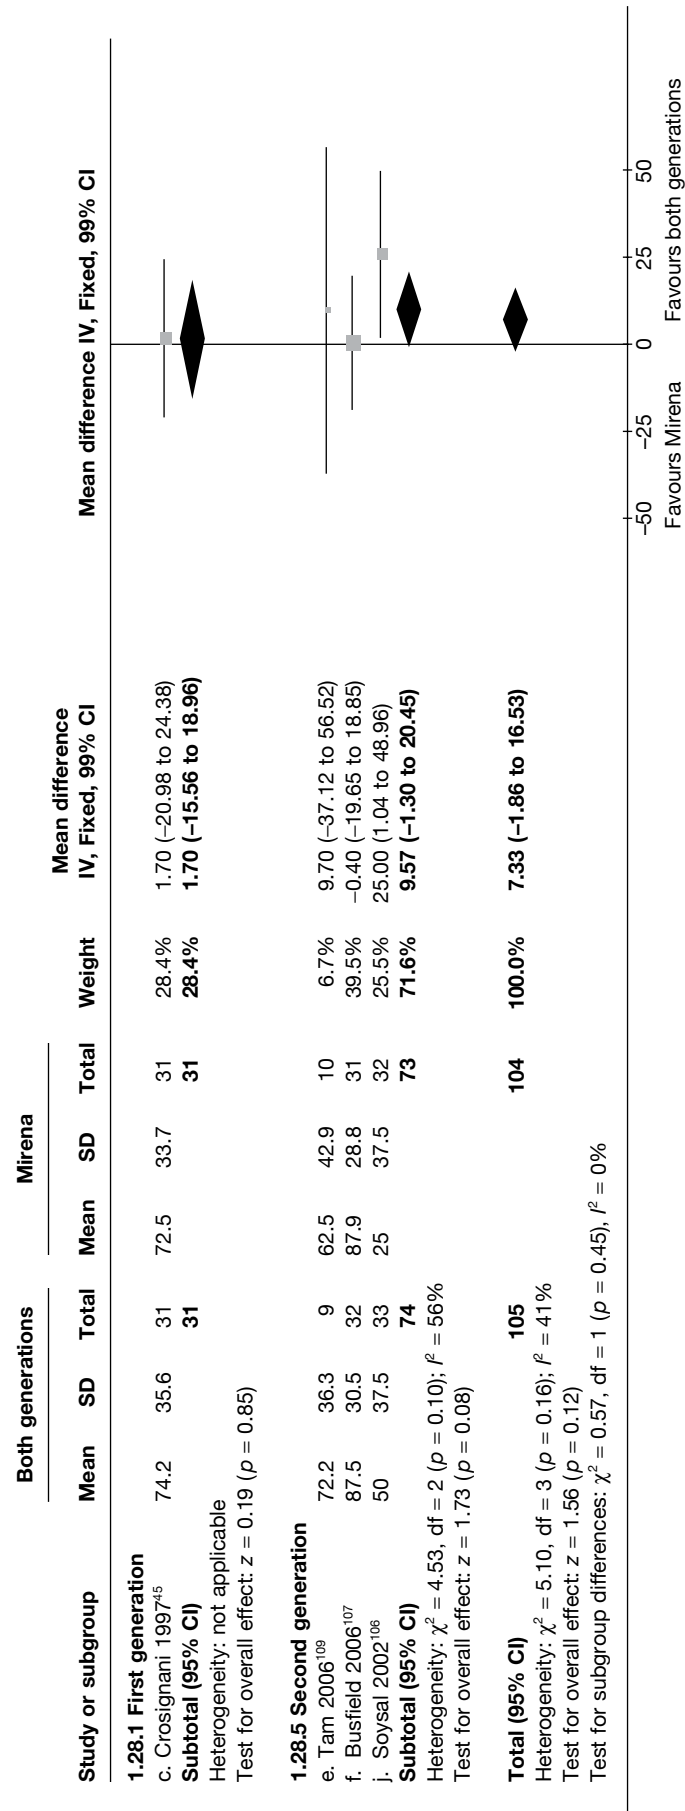 Both generations Mirena Mean difference
Study or subgroup Mean SD Total Mean SD Total Weight IV, Fixed, 99% CI Mean difference IV, Fixed, 99% CI
1.28.1 First generation
c. Crosignani 1997⁴⁵ 74.2 35.6 31 72.5 33.7 31 28.4% 1.70 (−20.98 to 24.38)
Subtotal (95% CI) 31 31 28.4% 1.70 (−15.56 to 18.96)
Heterogeneity: not applicable
Test for overall effect: z = 0.19 (p = 0.85)
1.28.5 Second generation
e. Tam 2006¹⁰⁹ 72.2 36.3 9 62.5 42.9 10 6.7% 9.70 (−37.12 to 56.52)
f. Busfield 2006¹⁰⁷ 87.5 30.5 32 87.9 28.8 31 39.5% −0.40 (−19.65 to 18.85)
j. Soysal 2002¹⁰⁶ 50 37.5 33 25 37.5 32 25.5% 25.00 (1.04 to 48.96)
Subtotal (95% CI) 74 73 71.6% 9.57 (−1.30 to 20.45)
Heterogeneity: χ² = 4.53, df = 2 (p = 0.10); I² = 56%
Test for overall effect: z = 1.73 (p = 0.08)
Total (95% CI) 105 104 100.0% 7.33 (−1.86 to 16.53)
Heterogeneity: χ² = 5.10, df = 3 (p = 0.16); I² = 41%
Test for overall effect: z = 1.56 (p = 0.12)
Test for subgroup differences: χ² = 0.57, df = 1 (p = 0.45), I² = 0%
−50 −25 0 25 50
Favours Mirena Favours both generations